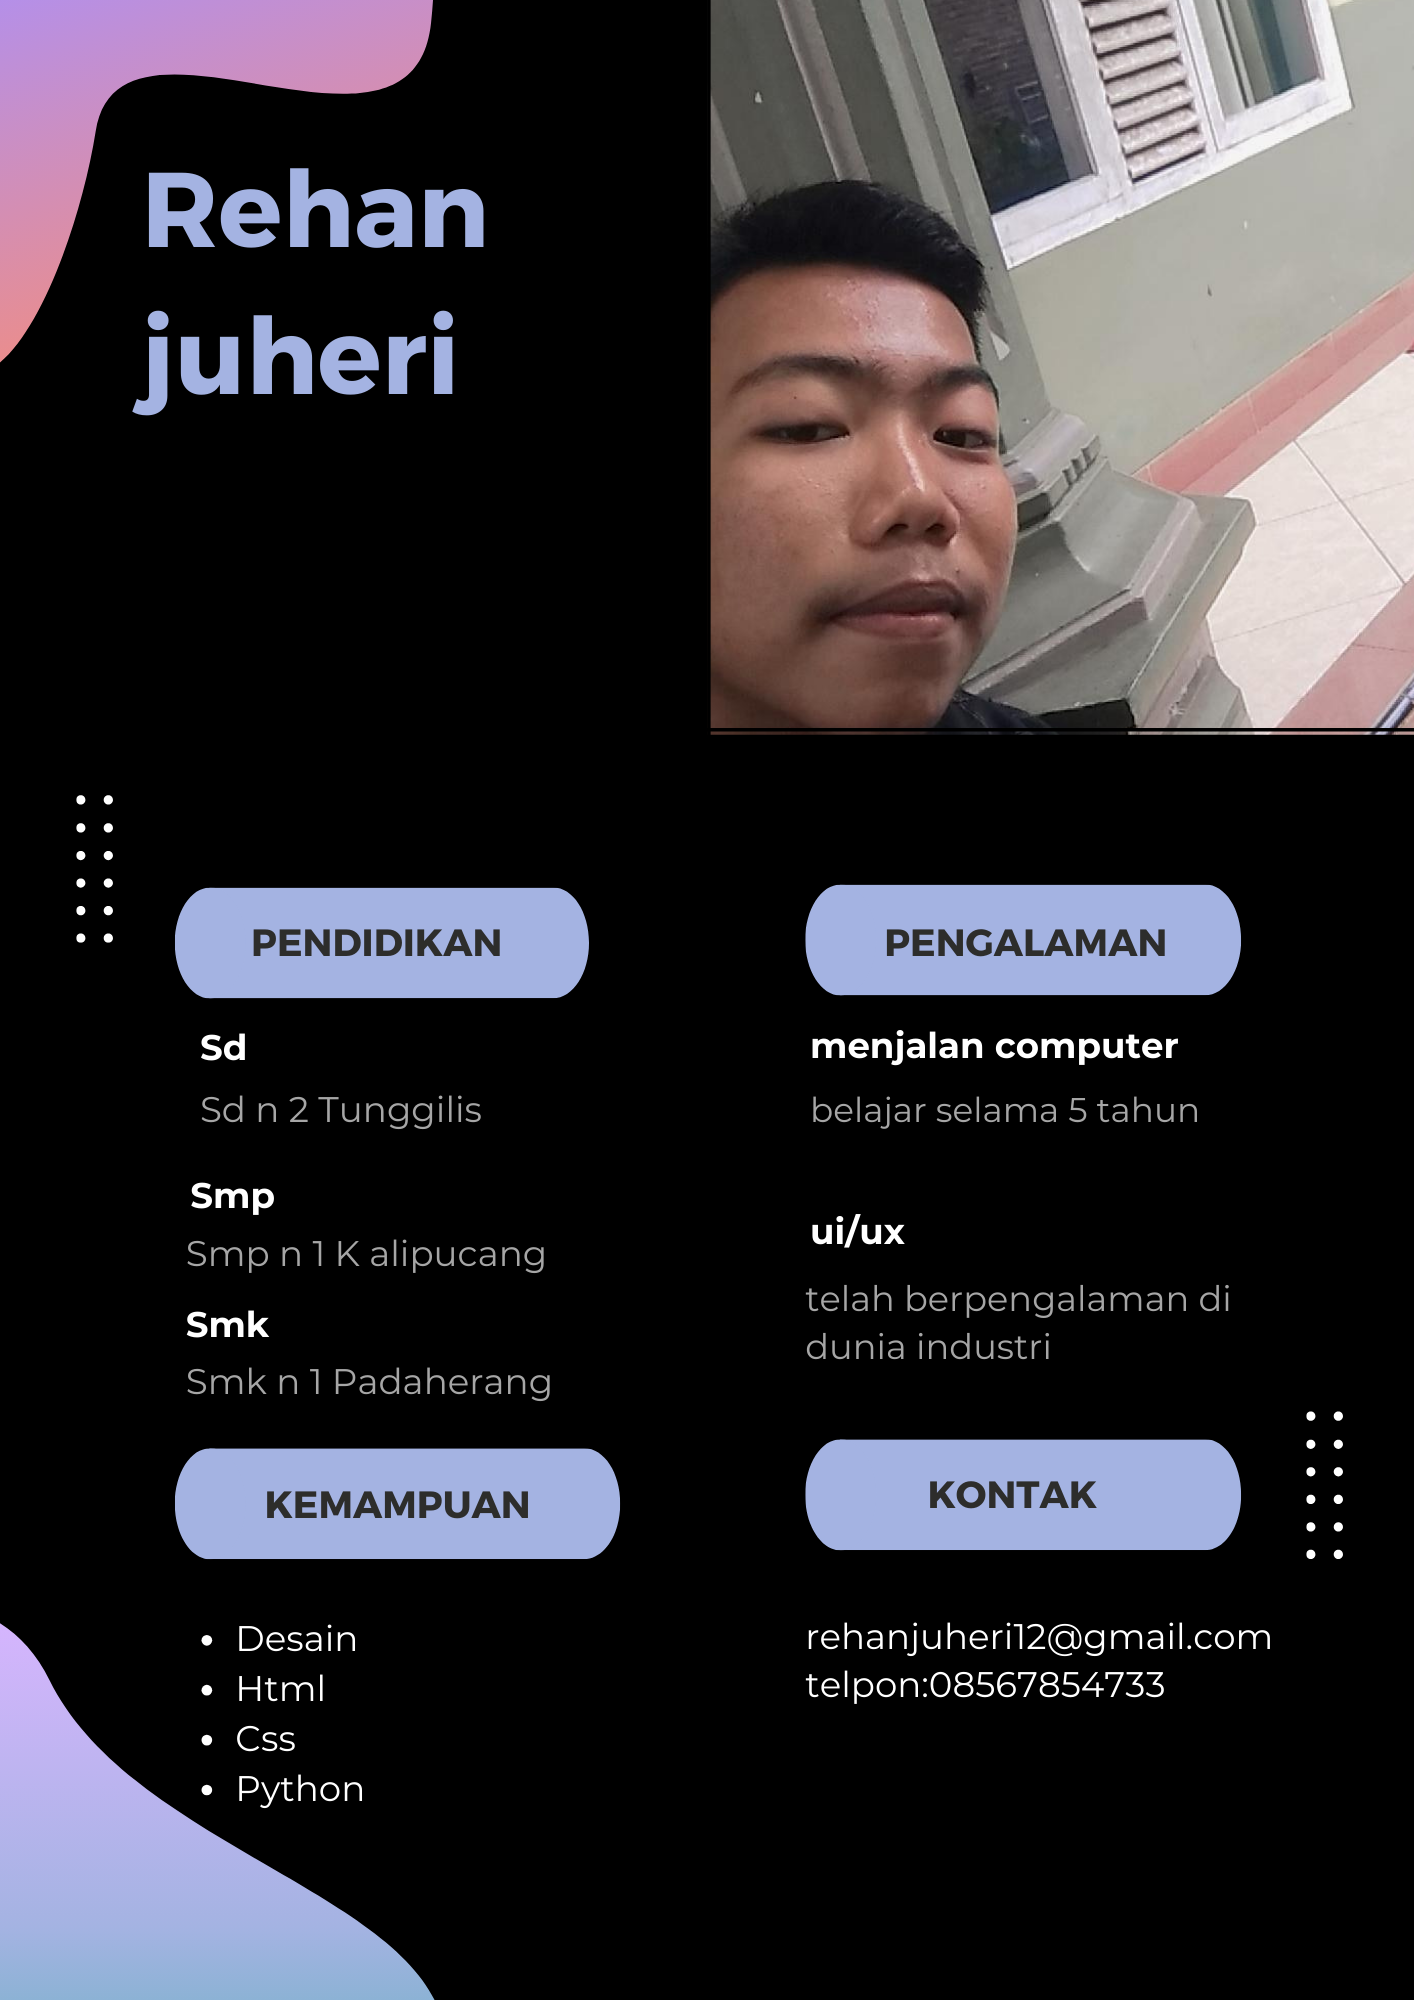 Rehan
juheri
PENDIDIKAN
Sd
Sd n 2 Tunggilis
Smp
Smp n 1 K alipucang
Smk
Smk n 1 Padaherang
KEMAMPUAN
• Desain
• Html
• Css
• Python
PENGALAMAN
menjalan computer
belajar selama 5 tahun
ui/ux
telah berpengalaman di
dunia industri
KONTAK
rehanjuheri12@gmail.com
telpon:08567854733